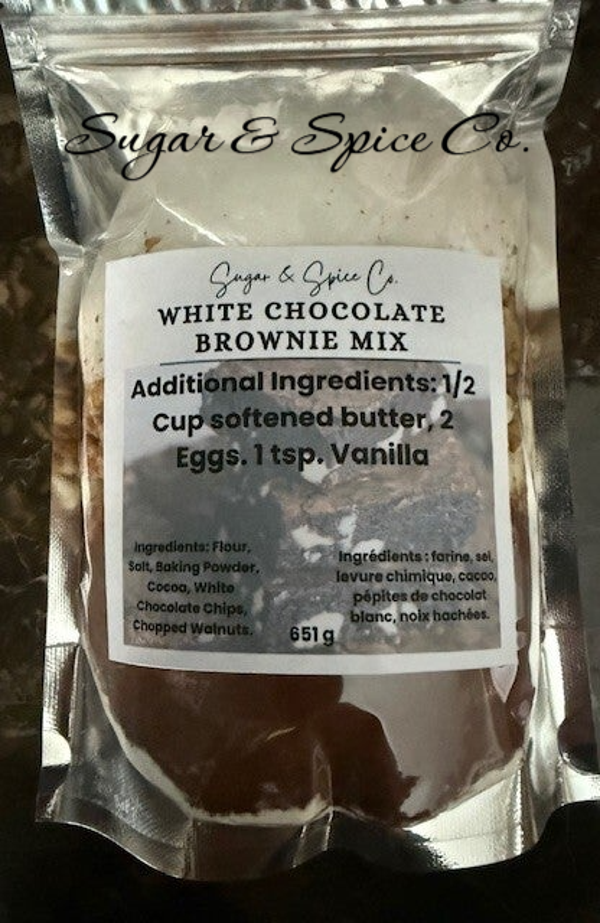 Sugar & Spice Co.
Sugar & Spice Co.
WHITE CHOCOLATE
BROWNIE MIX
Additional Ingredients: 1/2
Cup softened butter, 2
Eggs. 1 tsp. Vanilla
Ingredients: Flour,
Salt, Baking Powder,
Cocoa, White
Chocolate Chips,
Chopped Walnuts.
Ingrédients : farine, sel,
levure chimique, cacao,
pépites de chocolat
blanc, noix hachées.
651 g